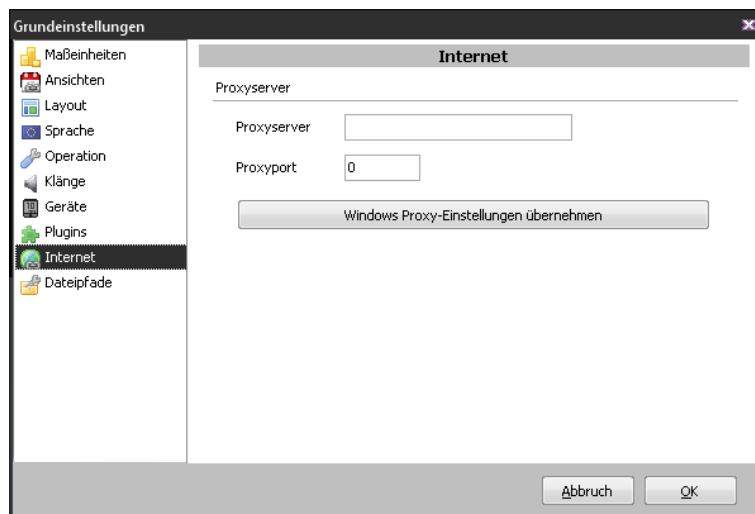 Grundeinstellungen
Maßeinheiten
Ansichten
Layout
Sprache
Operation
Klänge
Geräte
Plugins
Internet
Dateipfade
Internet
Proxyserver
Proxyserver
Proxyport 0
Windows Proxy-Einstellungen übernehmen
Abbruch OK